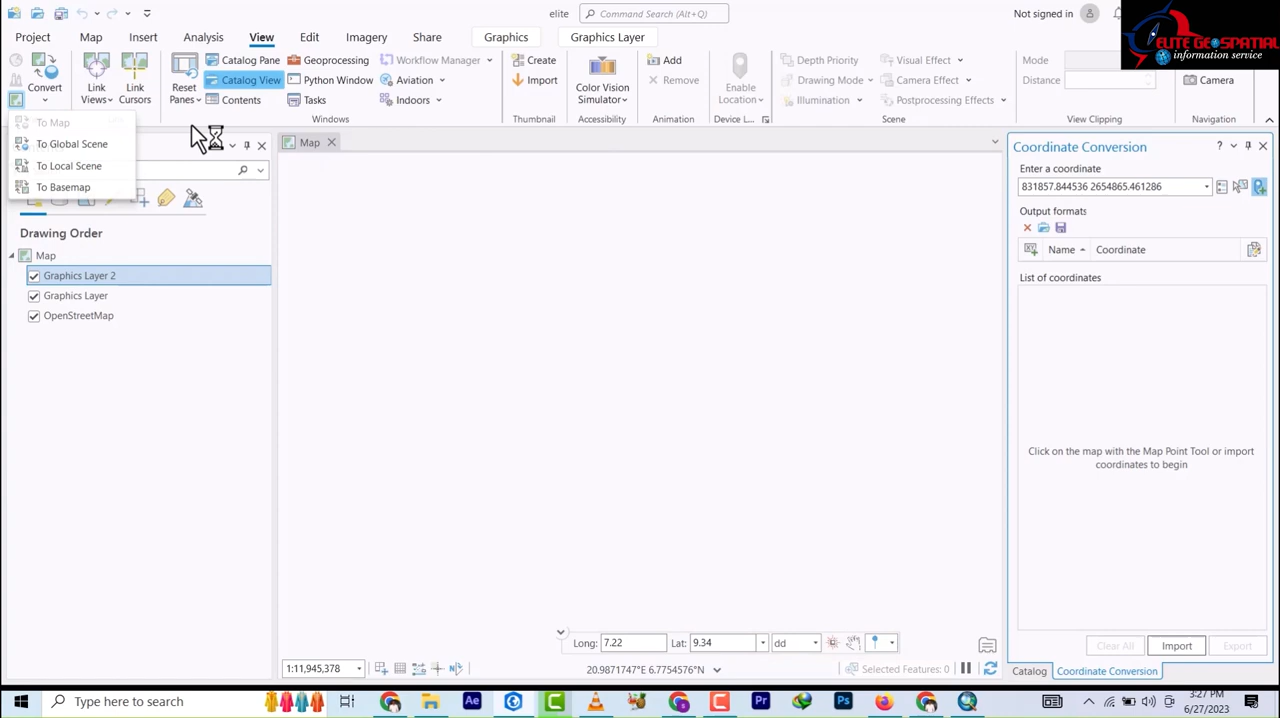 elite
Command Search (Alt+Q)
Not signed in
ELITE GEOSPATIAL
information service
Project
Map
Insert
Analysis
View
Edit
Imagery
Share
Graphics
Graphics Layer
Convert
Link
Views
Link
Cursors
Reset
Panes
Catalog Pane
Catalog View
Contents
Geoprocessing
Python Window
Tasks
Workflow Manager
Aviation
Indoors
Windows
Create
Import
Thumbnail
Color Vision
Simulator
Accessibility
Add
Remove
Animation
Enable
Location
Device L...
Depth Priority
Drawing Mode
Illumination
Visual Effect
Camera Effect
Postprocessing Effects
Scene
Mode
Distance
View Clipping
Camera
Navigation
To Map
To Global Scene
To Local Scene
To Basemap
Drawing Order
Map
Graphics Layer 2
Graphics Layer
OpenStreetMap
Map
Coordinate Conversion
Enter a coordinate
831857.844536 2654865.461286
Output formats
Name
Coordinate
List of coordinates
Click on the map with the Map Point Tool or import
coordinates to begin
Clear All
Import
Export
Catalog
Coordinate Conversion
Long: 7.22
Lat: 9.34
dd
1:11,945,378
20.9871747°E 6.7754576°N
Selected Features: 0
Type here to search
3:27 PM
6/27/2023